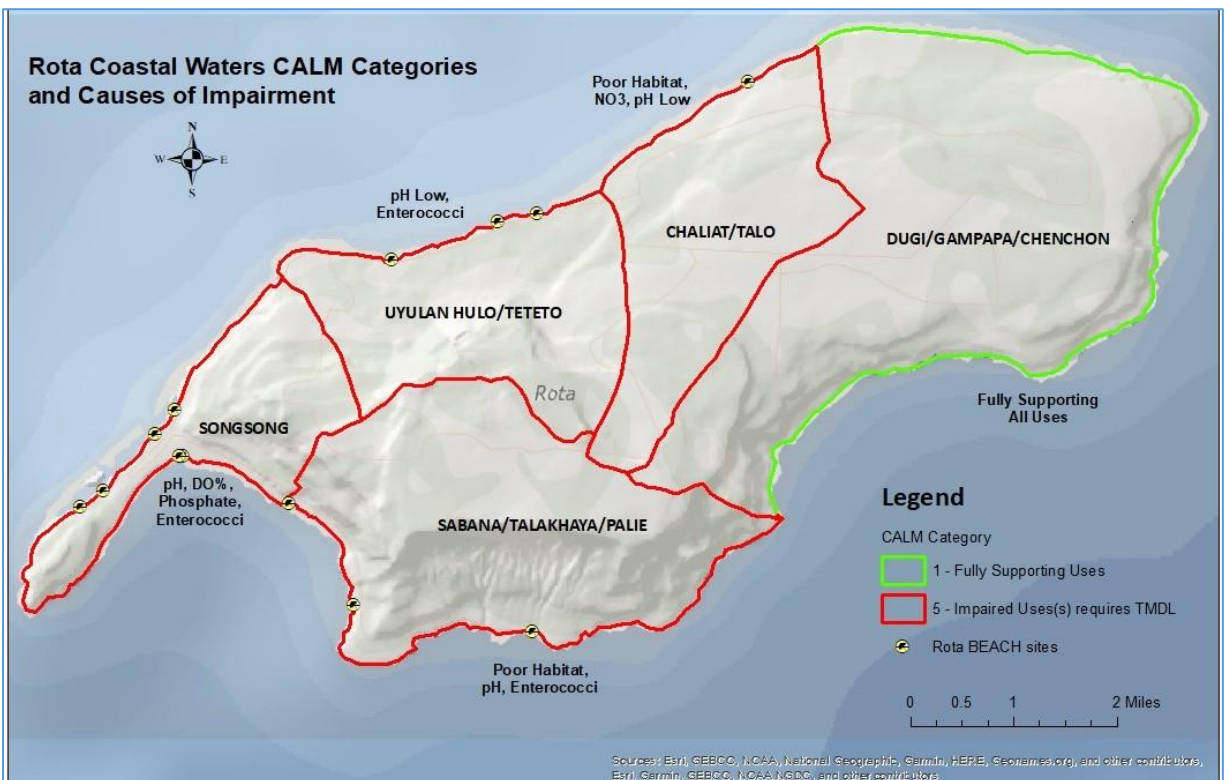 Rota Coastal Waters CALM Categories
and Causes of Impairment
N
W
E
S
Poor Habitat,
NO3, pH Low
pH Low,
Enterococci
CHALIAT/TALO
DUGI/GAMPAPA/CHENCHON
UYULAN HULO/TETETO
Rota
Fully Supporting
All Uses
SONGSONG
pH, DO%,
Phosphate,
Enterococci
SABANA/TALAKHAYA/PALIE
Poor Habitat,
pH, Enterococci
Legend
CALM Category
1 - Fully Supporting Uses
5 - Impaired Uses(s) requires TMDL
Rota BEACH sites
0 0.5 1 2 Miles
Sources: Esri, GEBCO, NOAA, National Geographic, Garmin, HERE, Geonames.org, and other contributors,
Esri, Garmin, GEBCO, NOAA NGDC, and other contributors